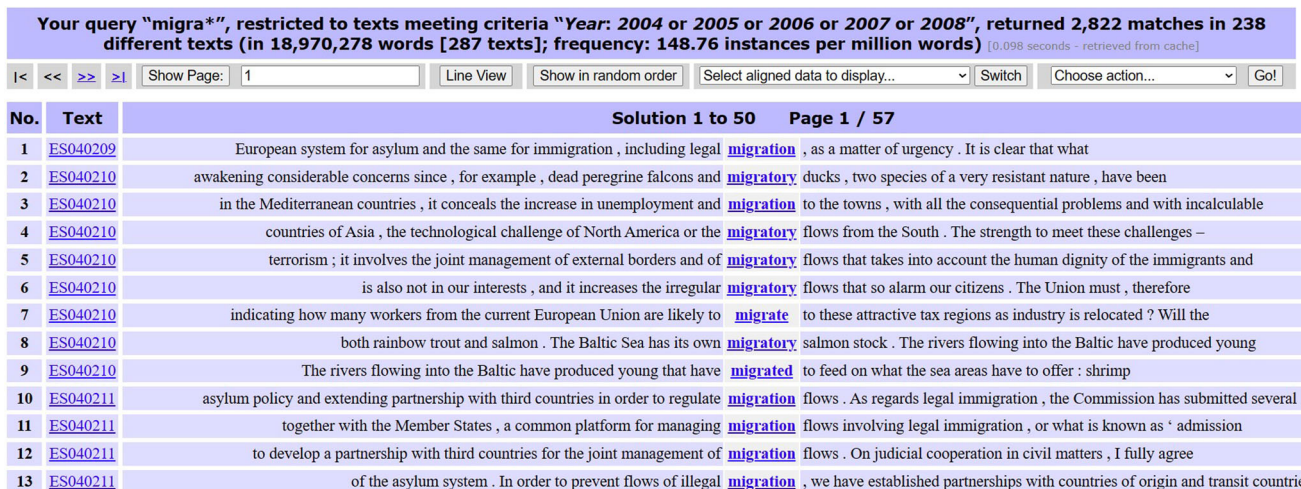 Your query “migra*”, restricted to texts meeting criteria “Year: 2004 or 2005 or 2006 or 2007 or 2008”, returned 2,822 matches in 238
different texts (in 18,970,278 words [287 texts]; frequency: 148.76 instances per million words) [0.098 seconds - retrieved from cache]
|< << >> >| Show Page: 1 Line View Show in random order Select aligned data to display... Switch Choose action... Go!
No. Text Solution 1 to 50 Page 1 / 57
1 ES040209 European system for asylum and the same for immigration , including legal migration , as a matter of urgency . It is clear that what
2 ES040210 awakening considerable concerns since , for example , dead peregrine falcons and migratory ducks , two species of a very resistant nature , have been
3 ES040210 in the Mediterranean countries , it conceals the increase in unemployment and migration to the towns , with all the consequential problems and with incalculable
4 ES040210 countries of Asia , the technological challenge of North America or the migratory flows from the South . The strength to meet these challenges –
5 ES040210 terrorism ; it involves the joint management of external borders and of migratory flows that takes into account the human dignity of the immigrants and
6 ES040210 is also not in our interests , and it increases the irregular migratory flows that so alarm our citizens . The Union must , therefore
7 ES040210 indicating how many workers from the current European Union are likely to migrate to these attractive tax regions as industry is relocated ? Will the
8 ES040210 both rainbow trout and salmon . The Baltic Sea has its own migratory salmon stock . The rivers flowing into the Baltic have produced young
9 ES040210 The rivers flowing into the Baltic have produced young that have migrated to feed on what the sea areas have to offer : shrimp
10 ES040211 asylum policy and extending partnership with third countries in order to regulate migration flows . As regards legal immigration , the Commission has submitted several
11 ES040211 together with the Member States , a common platform for managing migration flows involving legal immigration , or what is known as ‘ admission
12 ES040211 to develop a partnership with third countries for the joint management of migration flows . On judicial cooperation in civil matters , I fully agree
13 ES040211 of the asylum system . In order to prevent flows of illegal migration , we have established partnerships with countries of origin and transit countrie